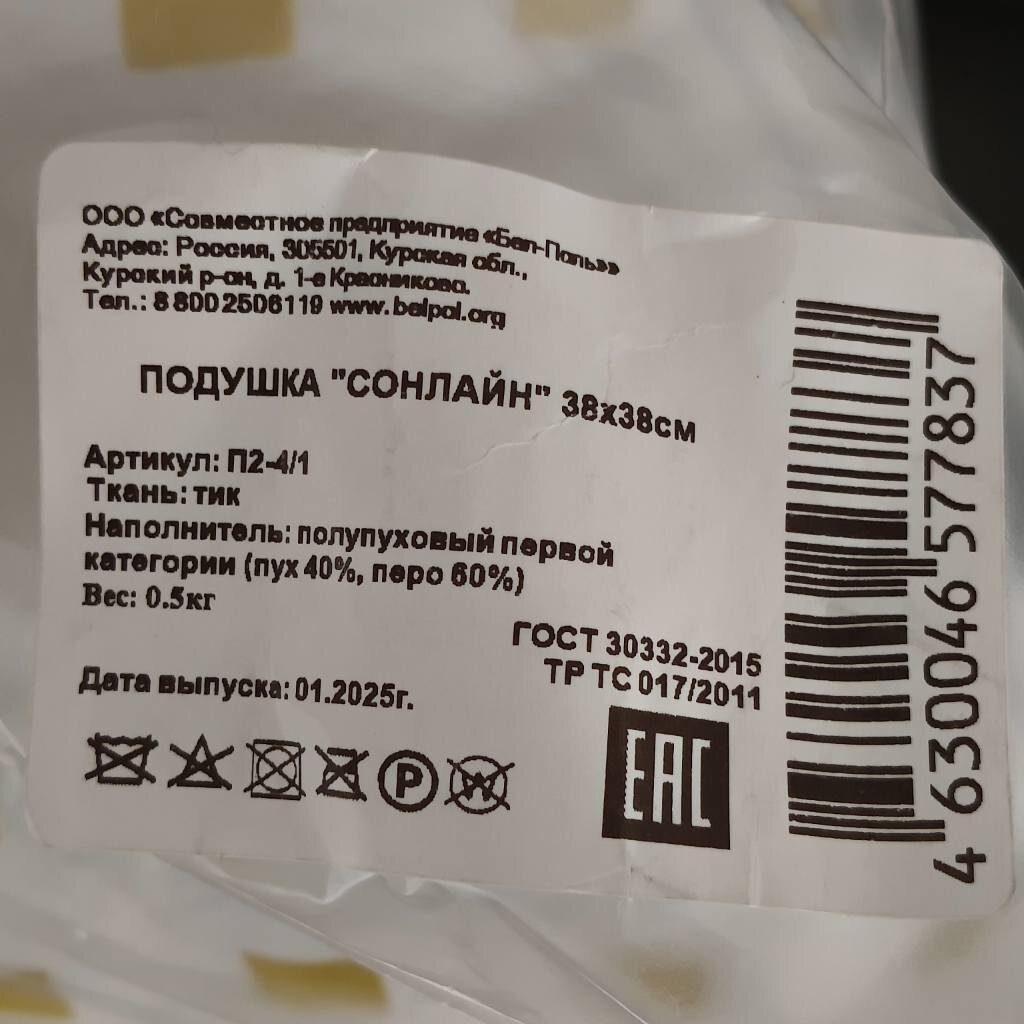 ООО «Совместное предприятие «Бел-Поль»»
Адрес: Россия, 305501, Курская обл.,
Курский р-он, д. 1-е Красниково.
Тел.: 8 800 2506119 www.belpol.org
ПОДУШКА "СОНЛАЙН" 38х38см
Артикул: П2-4/1
Ткань: тик
Наполнитель: полупуховый первой
категории (пух 40%, перо 60%)
Вес: 0.5кг
ГОСТ 30332-2015
ТР ТС 017/2011
Дата выпуска: 01.2025г.
P
W
EAC
4 630046 577837